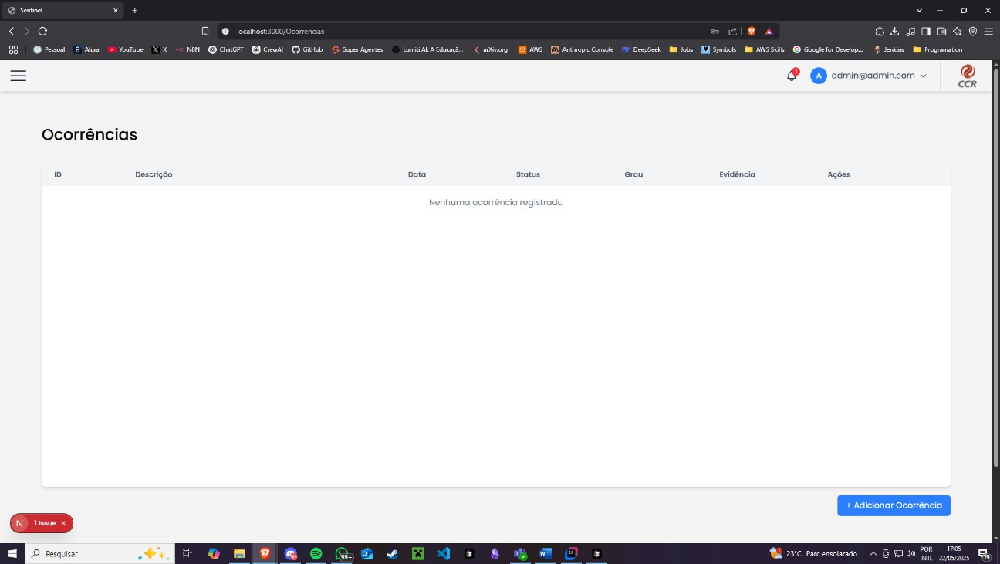 Sentinel
localhost:3000/Ocorrencias
Pessoal Alura YouTube X N8N ChatGPT CrewAI GitHub Super Agentes Lumiti.AI: A Educaçã... arXiv.org AWS Anthropic Console DeepSeek Jobs Symbols AWS Skills Google for Develop... Jenkins Programation
1 A admin@admin.com CCR
Ocorrências
ID Descrição Data Status Grau Evidência Ações
Nenhuma ocorrência registrada
+ Adicionar Ocorrência
N 1 Issue
Pesquisar 99+ 23°C Parc ensolarado POR 17:05
INTL 22/05/2025 19